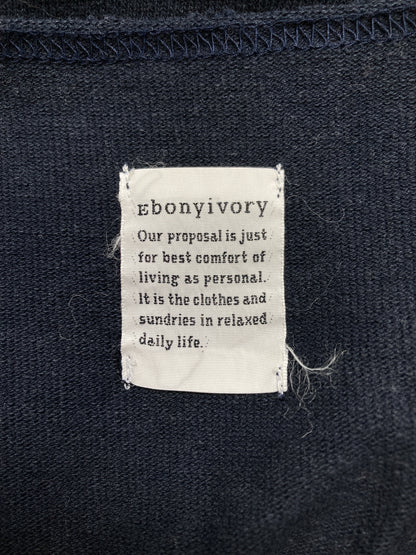 Ebonyivory
Our proposal is just
for best comfort of
living as personal.
It is the clothes and
sundries in relaxed
daily life.